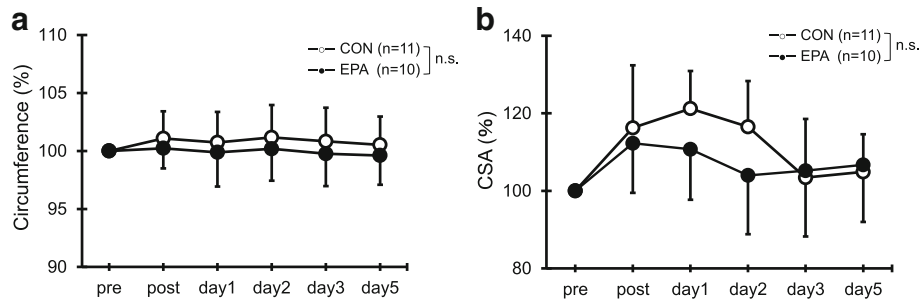 a
110
105
100
95
90
Circumference (%)
CON (n=11)
EPA (n=10)
n.s.
pre post day1 day2 day3 day5
b
140
120
100
80
CSA (%)
CON (n=11)
EPA (n=10)
n.s.
pre post day1 day2 day3 day5